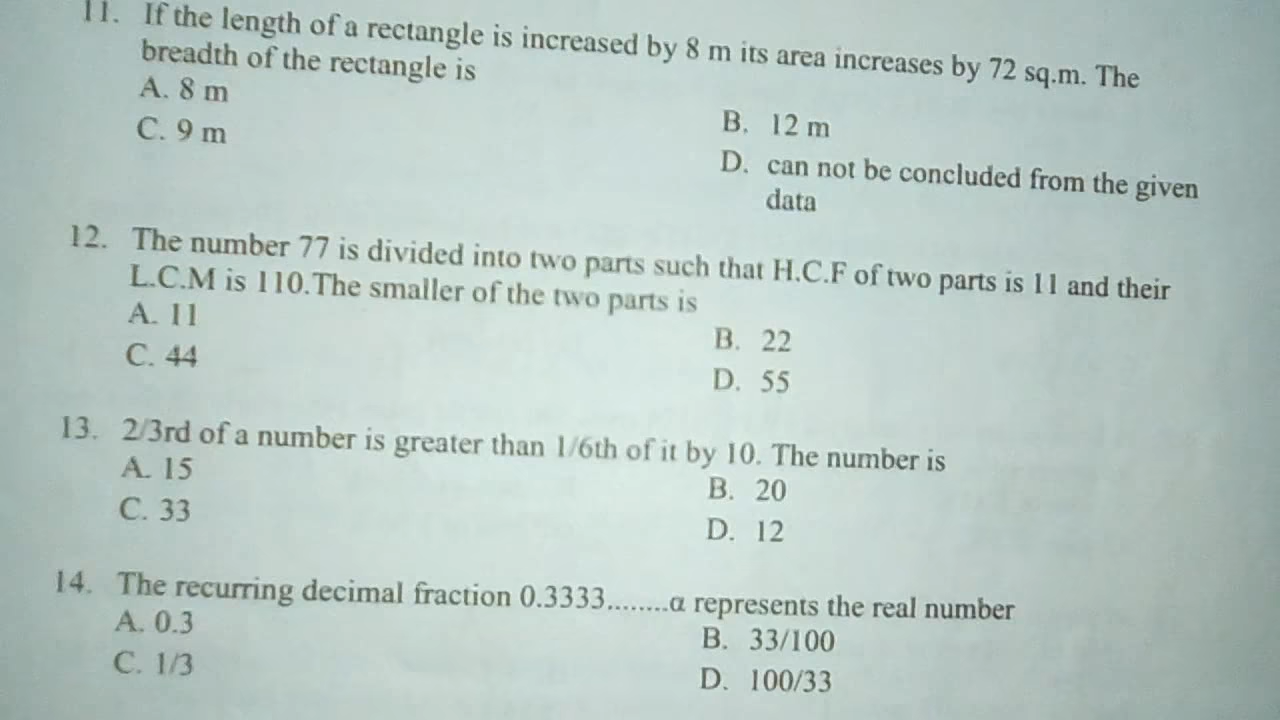 11. If the length of a rectangle is increased by 8 m its area increases by 72 sq.m. The
breadth of the rectangle is
A. 8 m
B. 12 m
C. 9 m
D. can not be concluded from the given
data
12. The number 77 is divided into two parts such that H.C.F of two parts is 11 and their
L.C.M is 110.The smaller of the two parts is
A. 11
B. 22
C. 44
D. 55
13. 2/3rd of a number is greater than 1/6th of it by 10. The number is
A. 15
B. 20
C. 33
D. 12
14. The recurring decimal fraction 0.3333........α represents the real number
A. 0.3
B. 33/100
C. 1/3
D. 100/33